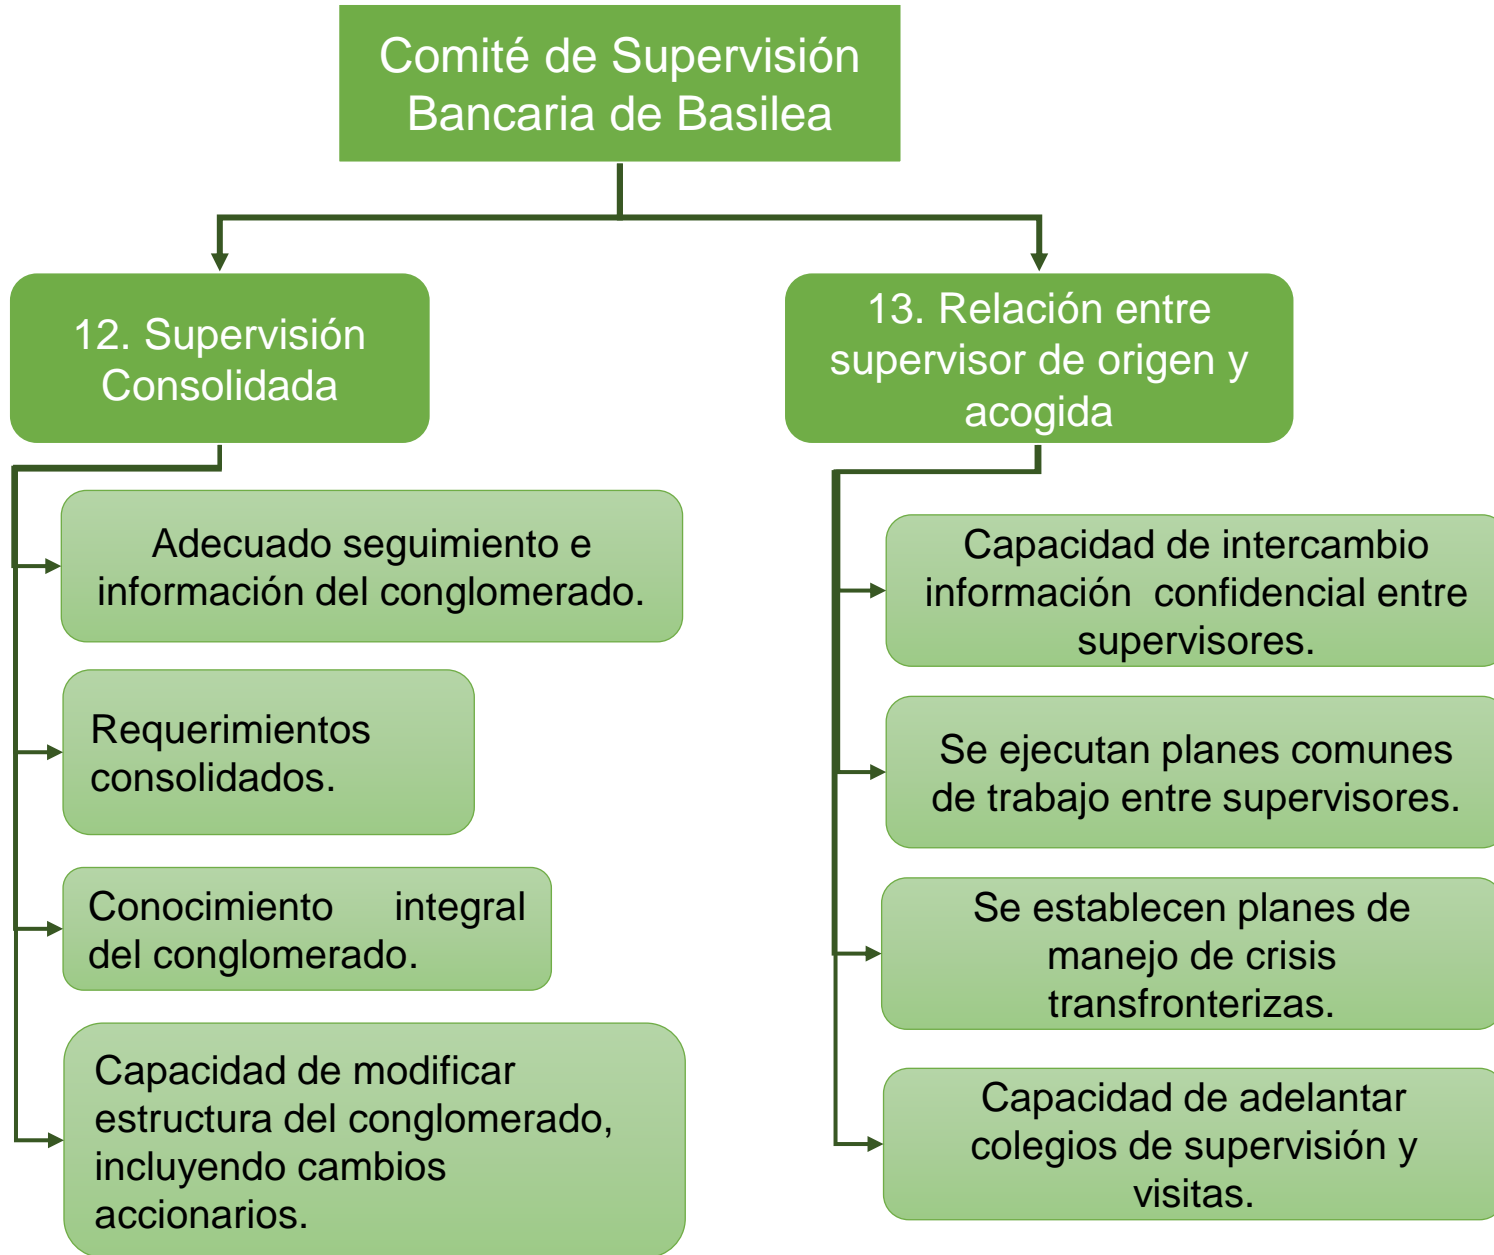 Comité de Supervisión
Bancaria de Basilea
12. Supervisión
Consolidada
Adecuado seguimiento e
información del conglomerado.
Requerimientos
consolidados.
Conocimiento integral
del conglomerado.
Capacidad de modificar
estructura del conglomerado,
incluyendo cambios
accionarios.
13. Relación entre
supervisor de origen y
acogida
Capacidad de intercambio
información confidencial entre
supervisores.
Se ejecutan planes comunes
de trabajo entre supervisores.
Se establecen planes de
manejo de crisis
transfronterizas.
Capacidad de adelantar
colegios de supervisión y
visitas.